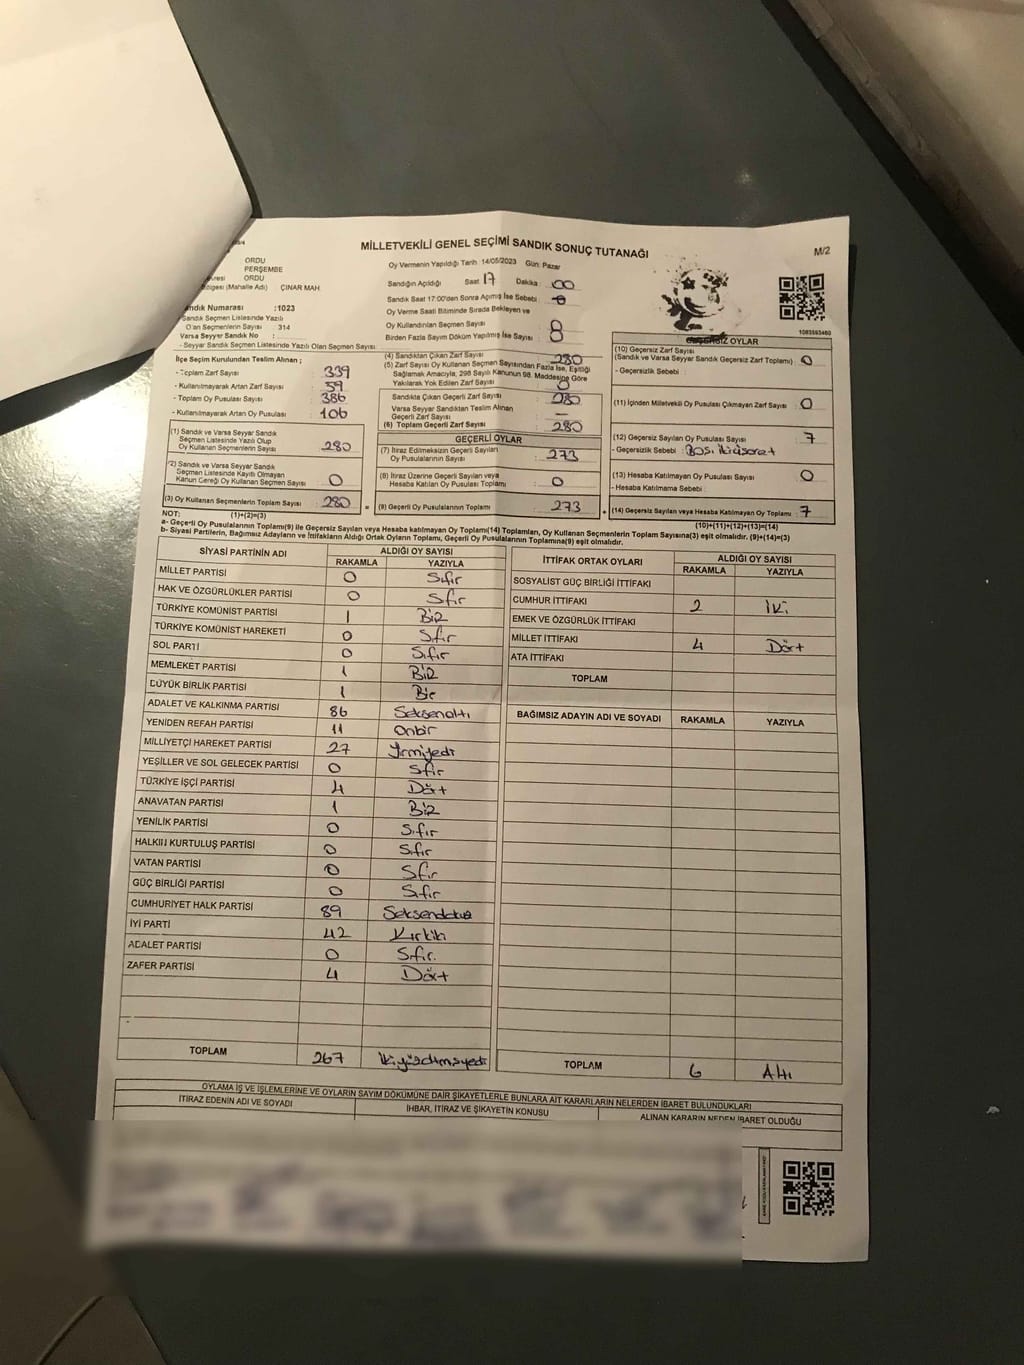 MİLLETVEKİLİ GENEL SEÇİMİ SANDIK SONUÇ TUTANAĞI
M/2
ORDU
PERŞEMBE
ORDU
(Mahalle Adı) ÇINAR MAH
Sandık Numarası :1023
Sandık Seçmen Listesinde Yazılı
Olan Seçmenlerin Sayısı : 314
Varsa Seyyar Sandık No :
- Seyyar Sandık Seçmen Listesinde Yazılı Olan Seçmen Sayısı:
Oy Vermenin Yapıldığı Tarih 14/05/2023 Gün: Pazar
Sandığın Açıldığı Saat 17 Dakika : 00
Sandık Saat 17:00'dan Sonra Açımış İse Sebebi :
Oy Verme Saati Bitiminde Sırada Bekleyen ve
Oy Kullandırılan Seçmen Sayısı : 8
Birden Fazla Sayım Döküm Yapılmış İse Sayısı :
1083593460
İlçe Seçim Kurulundan Teslim Alınan ;
- Toplam Zarf Sayısı : 339
- Kullanılmayarak Artan Zarf Sayısı : 59
- Toplam Oy Pusulası : 386
- Kullanılmayarak Artan Oy Pusulası : 106
(1) Sandık ve Varsa Seyyar Sandık
Seçmen Listesinde Yazılı Olup
Oy Kullanan Seçmenlerin Sayısı : 280
(2) Sandık ve Varsa Seyyar Sandık
Seçmen Listesinde Kayıtlı Olmayan
Kanun Gereği Oy Kullanan Seçmen Sayısı : 0
(3) Oy Kullanan Seçmenlerin Toplam Sayısı : 280
(4) Sandıktan Çıkan Zarf Sayısı : 280
(5) Zarf Sayısı Oy Kullanan Seçmen Sayısından Fazla İse, Eşitliği
Sağlamak Amacıyla, 298 Sayılı Kanunun 98. Maddesine Göre
Yakılarak Yok Edilen Zarf Sayısı : 0
Sandıkta Çıkan Geçerli Zarf Sayısı : 280
Varsa Seyyar Sandıktan Teslim Alınan
Geçerli Zarf Sayısı : —
(6) Toplam Geçerli Zarf Sayısı : 280
GEÇERLİ OYLAR
(7) İtiraz Edilmeksizin Geçerli Sayılan
Oy Pusulalarının Sayısı : 273
(8) İtiraz Üzerine Geçerli Sayılan veya
Hesaba Katılan Oy Pusulası Toplamı : 0
= (9) Geçerli Oy Pusulalarının Toplamı : 273
GEÇERSİZ OYLAR
(10) Geçersiz Zarf Sayısı
(Sandık ve Varsa Seyyar Sandık Geçersiz Zarf Toplamı) : 0
- Geçersizlik Sebebi :
(11) İçinden Milletvekili Oy Pusulası Çıkmayan Zarf Sayısı : 0
(12) Geçersiz Sayılan Oy Pusulası Sayısı : 7
- Geçersizlik Sebebi :
(13) Hesaba Katılmayan Oy Pusulası Sayısı : 0
- Hesaba Katılmama Sebebi :
+ (14) Geçersiz Sayılan veya Hesaba Katılmayan Oy Toplamı : 7
NOT: (1)+(2)=(3) (10)+(11)+(12)+(13)=(14)
a- Geçerli Oy Pusulalarının Toplamı(9) ile Geçersiz Sayılan veya Hesaba katılmayan Oy Toplamı(14) Toplamları, Oy Kullanan Seçmenlerin Toplam Sayısına(3) eşit olmalıdır. (9)+(14)=(3)
b- Siyasi Partilerin, Bağımsız Adayların ve İttifakların Aldığı Ortak Oyların Toplamı, Geçerli Oy Pusulalarının Toplamına(9) eşit olmalıdır.
SİYASİ PARTİNİN ADI ALDIĞI OY SAYISI
RAKAMLA YAZIYLA
MİLLET PARTİSİ 0 Sıfır
HAK VE ÖZGÜRLÜKLER PARTİSİ 0 Sıfır
TÜRKİYE KOMÜNİST PARTİSİ 1 Bir
TÜRKİYE KOMÜNİST HAREKETİ 0 Sıfır
SOL PARTİ 0 Sıfır
MEMLEKET PARTİSİ 1 Bir
BÜYÜK BİRLİK PARTİSİ 1 Bir
ADALET VE KALKINMA PARTİSİ 86 Seksenaltı
YENİDEN REFAH PARTİSİ 11 Onbir
MİLLİYETÇİ HAREKET PARTİSİ 27 Yirmiyedi
YEŞİLLER VE SOL GELECEK PARTİSİ 0 Sıfır
TÜRKİYE İŞÇİ PARTİSİ 4 Dört
ANAVATAN PARTİSİ 1 Bir
YENİLİK PARTİSİ 0 Sıfır
HALKIN KURTULUŞ PARTİSİ 0 Sıfır
VATAN PARTİSİ 0 Sıfır
GÜÇ BİRLİĞİ PARTİSİ 0 Sıfır
CUMHURİYET HALK PARTİSİ 89 Seksendokuz
İYİ PARTİ 42 Kırkiki
ADALET PARTİSİ 0 Sıfır.
ZAFER PARTİSİ 4 Dört
TOPLAM 267 İkiyüzaltmışyedi
İTTİFAK ORTAK OYLARI ALDIĞI OY SAYISI
RAKAMLA YAZIYLA
SOSYALİST GÜÇ BİRLİĞİ İTTİFAKI
CUMHUR İTTİFAKI 2 İki
EMEK VE ÖZGÜRLÜK İTTİFAKI
MİLLET İTTİFAKI 4 Dört
ATA İTTİFAKI
TOPLAM
BAĞIMSIZ ADAYIN ADI VE SOYADI RAKAMLA YAZIYLA
TOPLAM 6 Altı
OYLAMA İŞ VE İŞLEMLERİNE VE OYLARIN SAYIM DÖKÜMÜNE DAİR ŞİKAYETLERLE BUNLARA AİT KARARLARIN NELERDEN İBARET BULUNDUKLARI
İTİRAZ EDENİN ADI VE SOYADI İHBAR, İTİRAZ VE ŞİKAYETİN KONUSU ALINAN KARARIN NEDEN İBARET OLDUĞU